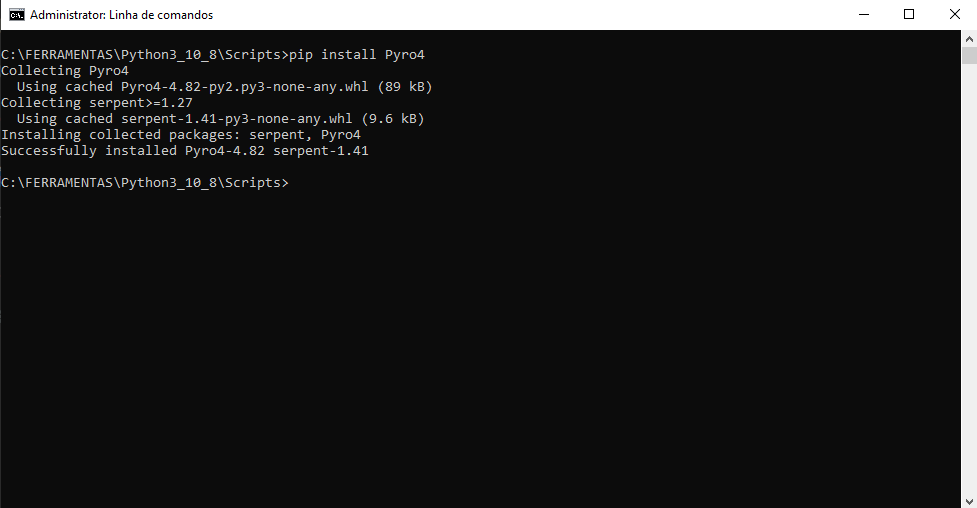 Administrator: Linha de comandos
C:\FERRAMENTAS\Python3_10_8\Scripts>pip install Pyro4
Collecting Pyro4
  Using cached Pyro4-4.82-py2.py3-none-any.whl (89 kB)
Collecting serpent>=1.27
  Using cached serpent-1.41-py3-none-any.whl (9.6 kB)
Installing collected packages: serpent, Pyro4
Successfully installed Pyro4-4.82 serpent-1.41
C:\FERRAMENTAS\Python3_10_8\Scripts>